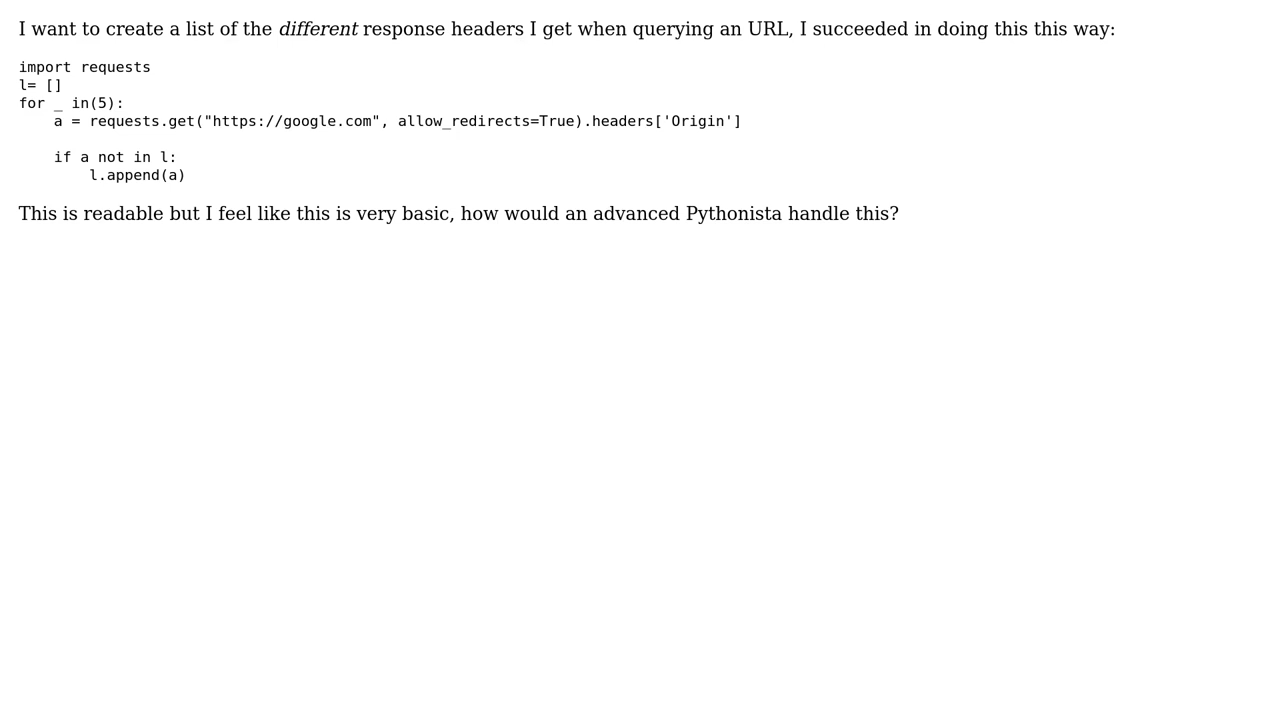 I want to create a list of the different response headers I get when querying an URL, I succeeded in doing this this way:
import requests
l= []
for _ in(5):
    a = requests.get("https://google.com", allow_redirects=True).headers['Origin']

    if a not in l:
        l.append(a)
This is readable but I feel like this is very basic, how would an advanced Pythonista handle this?